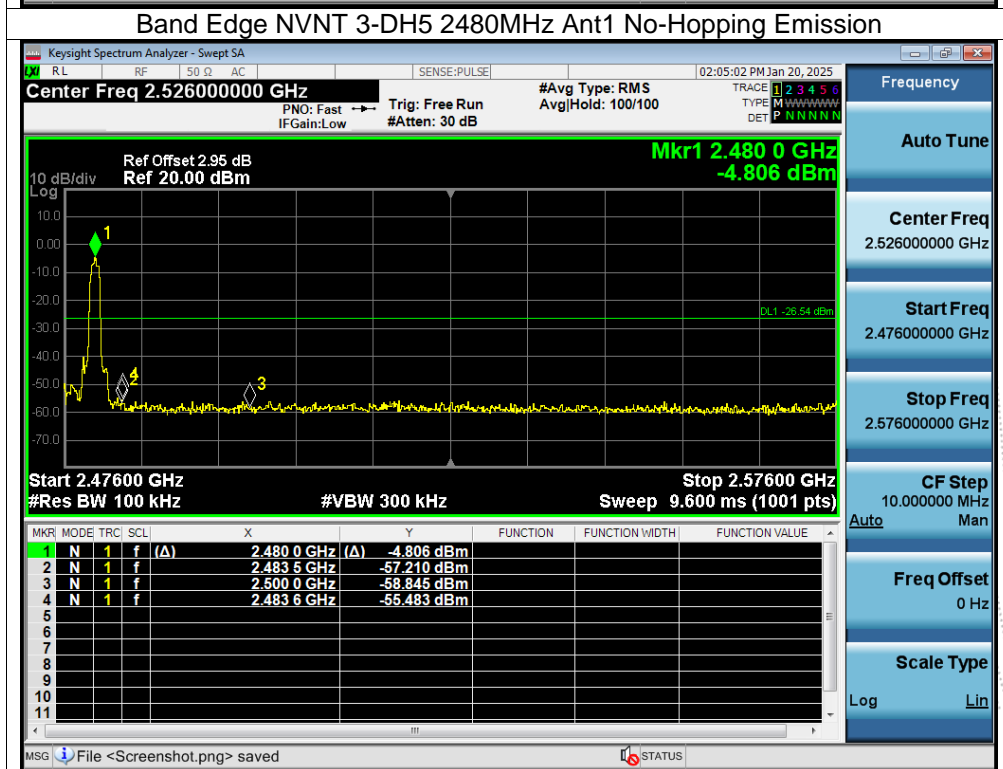 Band Edge NVNT 3-DH5 2480MHz Ant1 No-Hopping Emission
Keysight Spectrum Analyzer - Swept SA
LXI RL RF 50 Ω AC SENSE:PULSE 02:05:02 PM Jan 20, 2025
Center Freq 2.526000000 GHz
PNO: Fast
IFGain:Low
Trig: Free Run
#Atten: 30 dB
#Avg Type: RMS
Avg|Hold: 100/100
TRACE 1 2 3 4 5 6
TYPE M WWWWW
DET P N N N N N
Mkr1 2.480 0 GHz
-4.806 dBm
Ref Offset 2.95 dB
10 dB/div Ref 20.00 dBm
Log
10.0
0.00
-10.0
-20.0
-30.0
-40.0
-50.0
-60.0
-70.0
1
DL1 -26.54 dBm
4
2
3
Start 2.47600 GHz Stop 2.57600 GHz
#Res BW 100 kHz #VBW 300 kHz Sweep 9.600 ms (1001 pts)
MKR MODE TRC SCL X Y FUNCTION FUNCTION WIDTH FUNCTION VALUE
1 N 1 f (Δ) 2.480 0 GHz (Δ) -4.806 dBm
2 N 1 f 2.483 5 GHz -57.210 dBm
3 N 1 f 2.500 0 GHz -58.845 dBm
4 N 1 f 2.483 6 GHz -55.483 dBm
5
6
7
8
9
10
11
MSG File <Screenshot.png> saved STATUS
Frequency
Auto Tune
Center Freq
2.526000000 GHz
Start Freq
2.476000000 GHz
Stop Freq
2.576000000 GHz
CF Step
10.000000 MHz
Auto Man
Freq Offset
0 Hz
Scale Type
Log Lin